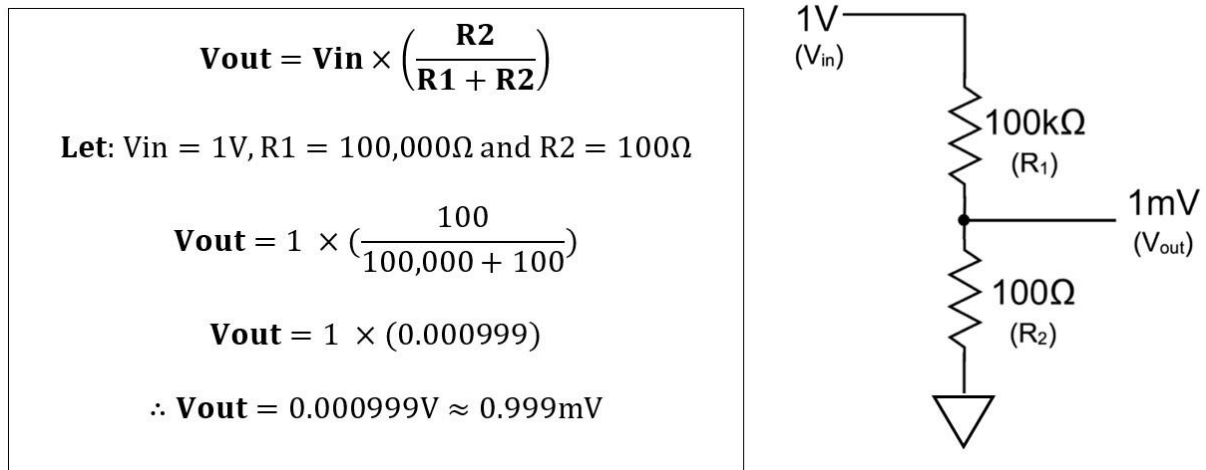 Vout = Vin × (R2 / (R1 + R2))
Let: Vin = 1V, R1 = 100,000Ω and R2 = 100Ω
Vout = 1 × (100 / (100,000 + 100))
Vout = 1 × (0.000999)
∴ Vout = 0.000999V ≈ 0.999mV
1V
(Vin)
100kΩ
(R1)
1mV
(Vout)
100Ω
(R2)